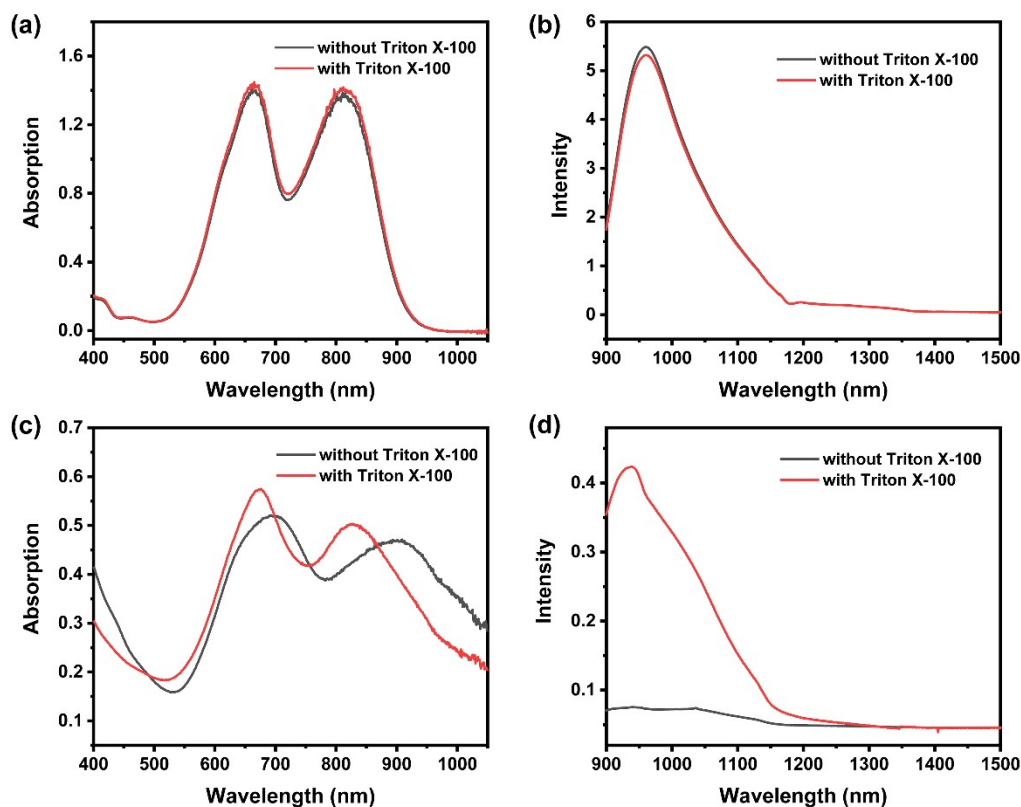 (a)
without Triton X-100
with Triton X-100
Absorption
1.6
1.2
0.8
0.4
0.0
400 500 600 700 800 900 1000
Wavelength (nm)
(b)
without Triton X-100
with Triton X-100
Intensity
6
5
4
3
2
1
0
900 1000 1100 1200 1300 1400 1500
Wavelength (nm)
(c)
without Triton X-100
with Triton X-100
Absorption
0.7
0.6
0.5
0.4
0.3
0.2
0.1
400 500 600 700 800 900 1000
Wavelength (nm)
(d)
without Triton X-100
with Triton X-100
Intensity
0.4
0.3
0.2
0.1
900 1000 1100 1200 1300 1400 1500
Wavelength (nm)